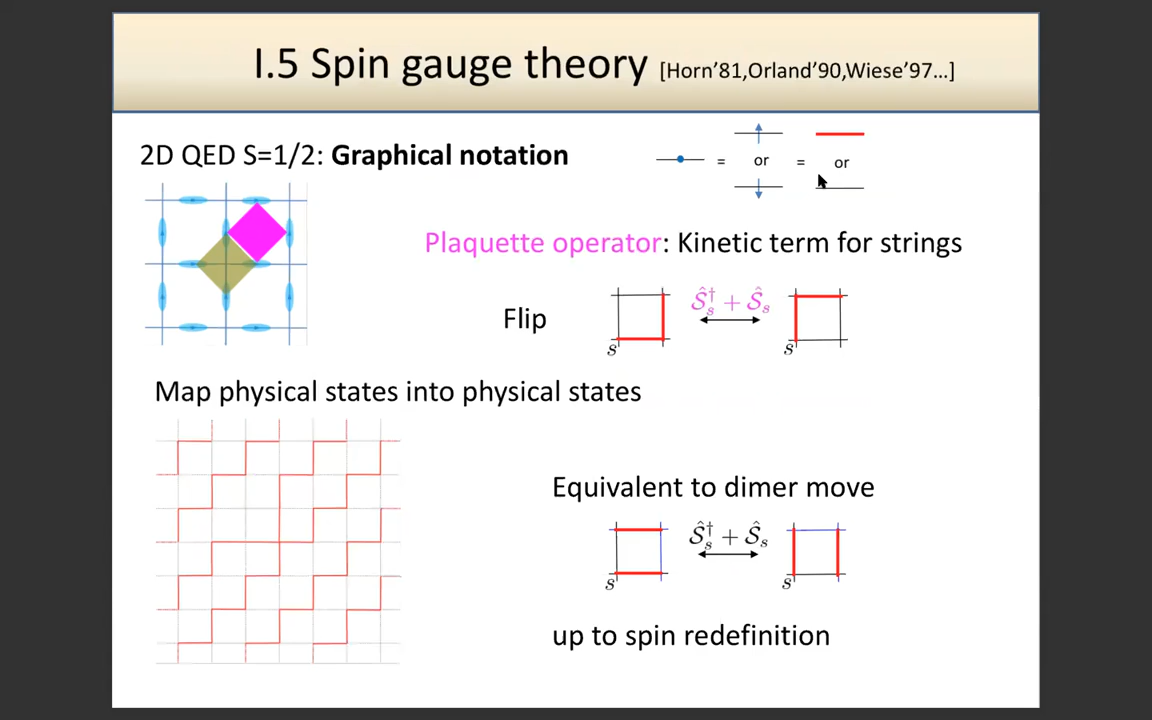 I.5 Spin gauge theory [Horn'81,Orland'90,Wiese'97...]
2D QED S=1/2: Graphical notation
= or = or
Plaquette operator: Kinetic term for strings
Flip
s Ŝ†ₛ + Ŝₛ s
Map physical states into physical states
Equivalent to dimer move
s Ŝ†ₛ + Ŝₛ s
up to spin redefinition